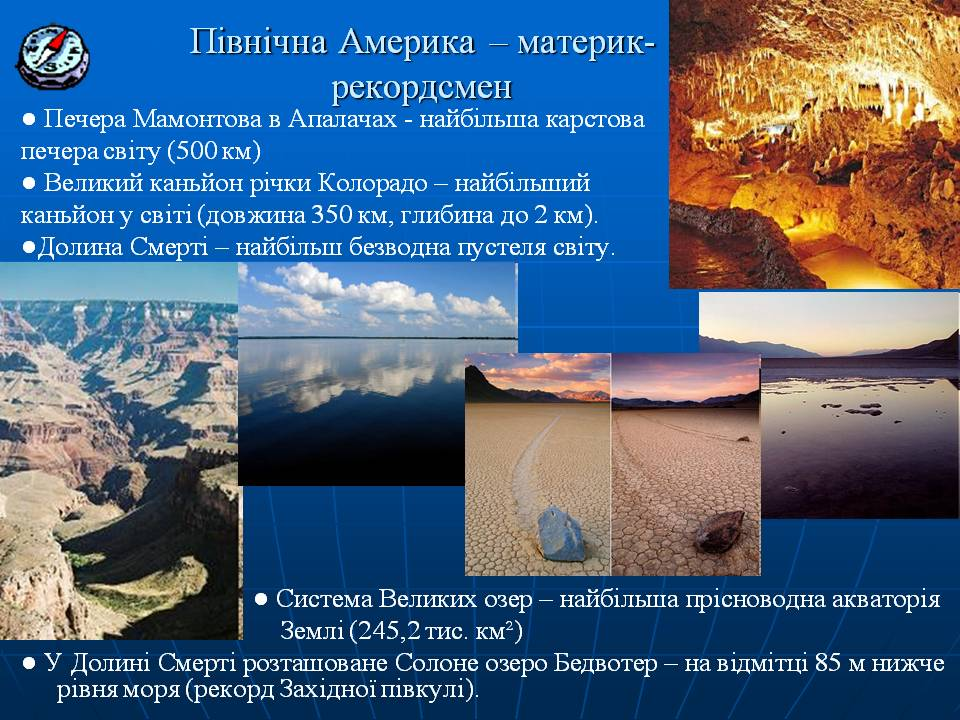 Північна Америка – материк-
рекордсмен
● Печера Мамонтова в Апалачах - найбільша карстова
печера світу (500 км)
● Великий каньйон річки Колорадо – найбільший
каньйон у світі (довжина 350 км, глибина до 2 км).
●Долина Смерті – найбільш безводна пустеля світу.
● Система Великих озер – найбільша прісноводна акваторія
Землі (245,2 тис. км²)
● У Долині Смерті розташоване Солоне озеро Бедвотер – на відмітці 85 м нижче
рівня моря (рекорд Західної півкулі).